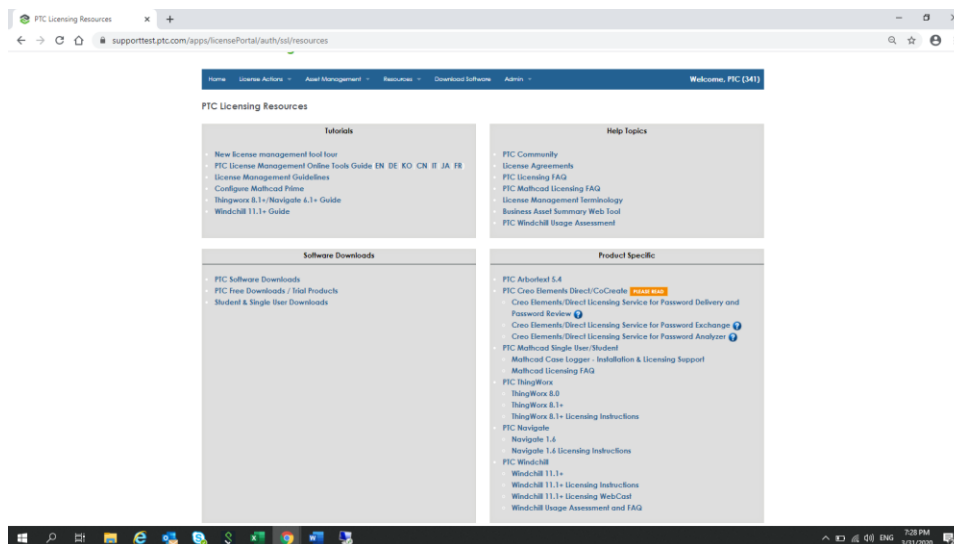 PTC Licensing Resources
supporttest.ptc.com/apps/licensePortal/auth/ssl/resources
Home License Actions Asset Management Resources Download Software Admin Welcome, PTC (341)
PTC Licensing Resources
Tutorials
New license management tool tour
PTC License Management Online Tools Guide EN DE KO CN IT JA FR
License Management Guidelines
Configure Mathcad Prime
Thingworx 8.1+/Navigate 6.1+ Guide
Windchill 11.1+ Guide
Help Topics
PTC Community
License Agreements
PTC Licensing FAQ
PTC Mathcad Licensing FAQ
License Management Terminology
Business Asset Summary Web Tool
PTC Windchill Usage Assessment
Software Downloads
PTC Software Downloads
PTC Free Downloads / Trial Products
Student & Single User Downloads
Product Specific
PTC Arbortext 5.4
PTC Creo Elements Direct/CoCreate PLEASE READ
Creo Elements/Direct Licensing Service for Password Delivery and
Password Review ?
Creo Elements/Direct Licensing Service for Password Exchange ?
Creo Elements/Direct Licensing Service for Password Analyzer ?
PTC Mathcad Single User/Student
Mathcad Case Logger - Installation & Licensing Support
Mathcad Licensing FAQ
PTC ThingWorx
ThingWorx 8.0
ThingWorx 8.1+
ThingWorx 8.1+ Licensing Instructions
PTC Navigate
Navigate 1.6
Navigate 1.6 Licensing Instructions
PTC Windchill
Windchill 11.1+
Windchill 11.1+ Licensing Instructions
Windchill 11.1+ Licensing WebCast
Windchill Usage Assessment and FAQ
ENG
7:28 PM
3/31/2020